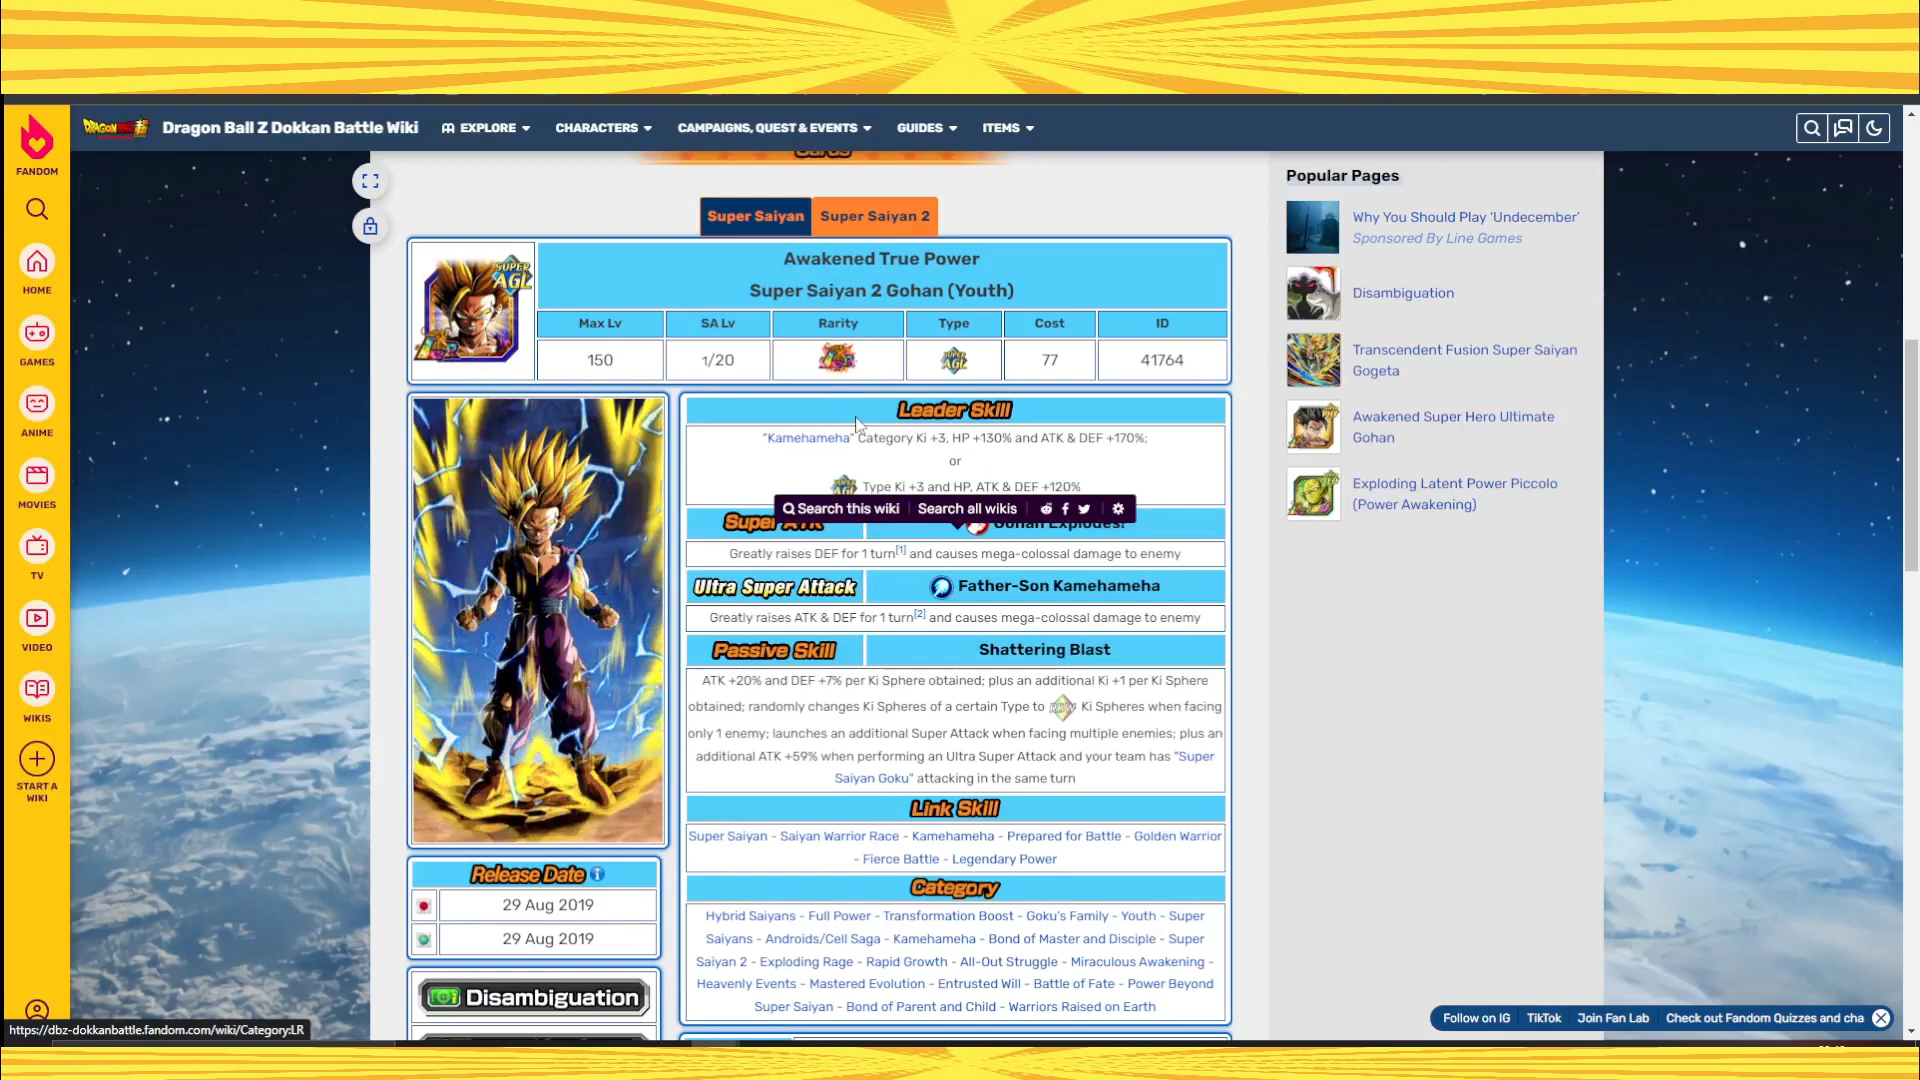 FANDOM
HOME
GAMES
ANIME
MOVIES
TV
VIDEO
WIKIS
START A
WIKI
Dragon Ball Z Dokkan Battle Wiki
EXPLORE
CHARACTERS
CAMPAIGNS, QUEST & EVENTS
GUIDES
ITEMS
Cards
Super Saiyan
Super Saiyan 2
SUPER
AGL
LR
Awakened True Power
Super Saiyan 2 Gohan (Youth)
Max Lv SA Lv Rarity Type Cost ID
150 1/20 LR SUPER AGL 77 41764
Leader Skill
"Kamehameha" Category Ki +3, HP +130% and ATK & DEF +170%;
or
AGL Type Ki +3 and HP, ATK & DEF +120%
Search this wiki Search all wikis
Super ATK Gohan Explodes!
Greatly raises DEF for 1 turn[1] and causes mega-colossal damage to enemy
Ultra Super Attack Father-Son Kamehameha
Greatly raises ATK & DEF for 1 turn[2] and causes mega-colossal damage to enemy
Passive Skill Shattering Blast
ATK +20% and DEF +7% per Ki Sphere obtained; plus an additional Ki +1 per Ki Sphere
obtained; randomly changes Ki Spheres of a certain Type to Ki Spheres when facing
only 1 enemy; launches an additional Super Attack when facing multiple enemies; plus an
additional ATK +59% when performing an Ultra Super Attack and your team has "Super
Saiyan Goku" attacking in the same turn
Link Skill
Super Saiyan - Saiyan Warrior Race - Kamehameha - Prepared for Battle - Golden Warrior
- Fierce Battle - Legendary Power
Category
Hybrid Saiyans - Full Power - Transformation Boost - Goku's Family - Youth - Super
Saiyans - Androids/Cell Saga - Kamehameha - Bond of Master and Disciple - Super
Saiyan 2 - Exploding Rage - Rapid Growth - All-Out Struggle - Miraculous Awakening -
Heavenly Events - Mastered Evolution - Entrusted Will - Battle of Fate - Power Beyond
Super Saiyan - Bond of Parent and Child - Warriors Raised on Earth
Release Date
29 Aug 2019
29 Aug 2019
Disambiguation
Popular Pages
Why You Should Play 'Undecember'
Sponsored By Line Games
Disambiguation
Transcendent Fusion Super Saiyan
Gogeta
Awakened Super Hero Ultimate
Gohan
Exploding Latent Power Piccolo
(Power Awakening)
Follow on IG TikTok Join Fan Lab Check out Fandom Quizzes and cha
https://dbz-dokkanbattle.fandom.com/wiki/Category:LR